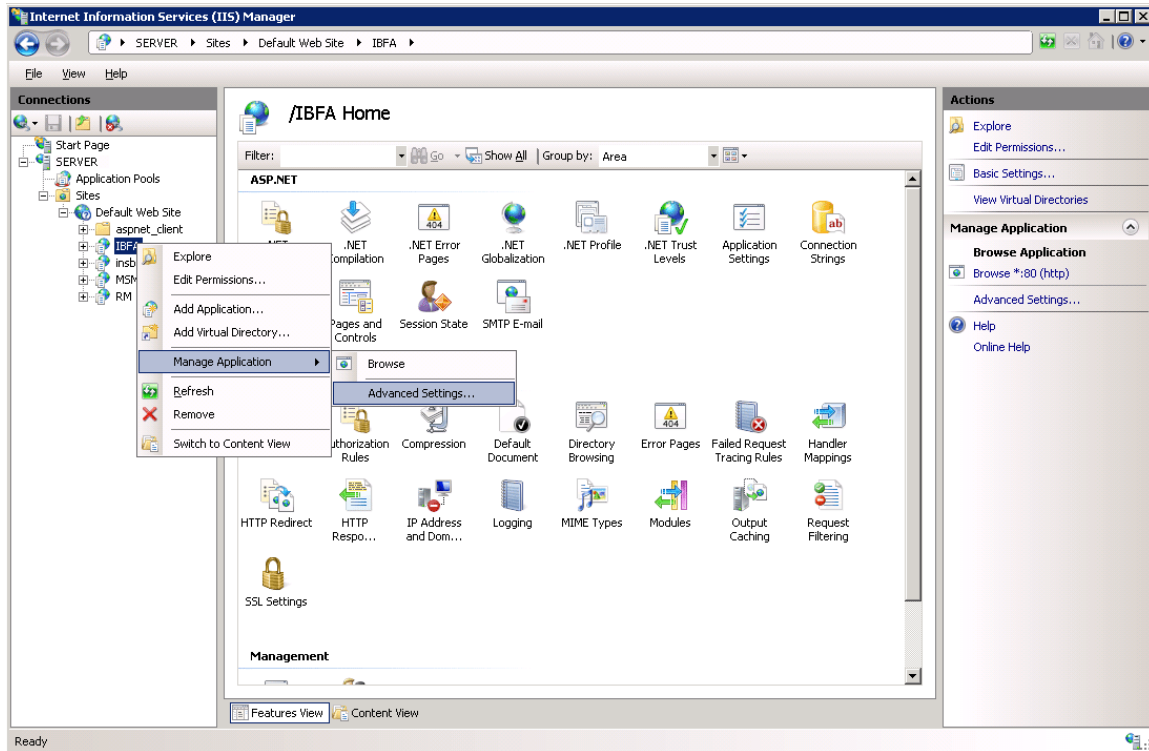 Internet Information Services (IIS) Manager
SERVER Sites Default Web Site IBFA
File View Help
Connections
Start Page
SERVER
Application Pools
Sites
Default Web Site
aspnet_client
IBFA
insb
MSM
RM
Explore
Edit Permissions...
Add Application...
Add Virtual Directory...
Manage Application
Refresh
Remove
Switch to Content View
Browse
Advanced Settings...
/IBFA Home
Filter: Go Show All Group by: Area
ASP.NET
.NET Error Pages
.NET Globalization
.NET Profile
.NET Trust Levels
Application Settings
Connection Strings
Pages and Controls
Session State
SMTP E-mail
Rules
Compression
Default Document
Directory Browsing
Error Pages
Failed Request Tracing Rules
Handler Mappings
HTTP Redirect
HTTP Respo...
IP Address and Dom...
Logging
MIME Types
Modules
Output Caching
Request Filtering
SSL Settings
Management
Features View Content View
Actions
Explore
Edit Permissions...
Basic Settings...
View Virtual Directories
Manage Application
Browse Application
Browse *:80 (http)
Advanced Settings...
Help
Online Help
Ready